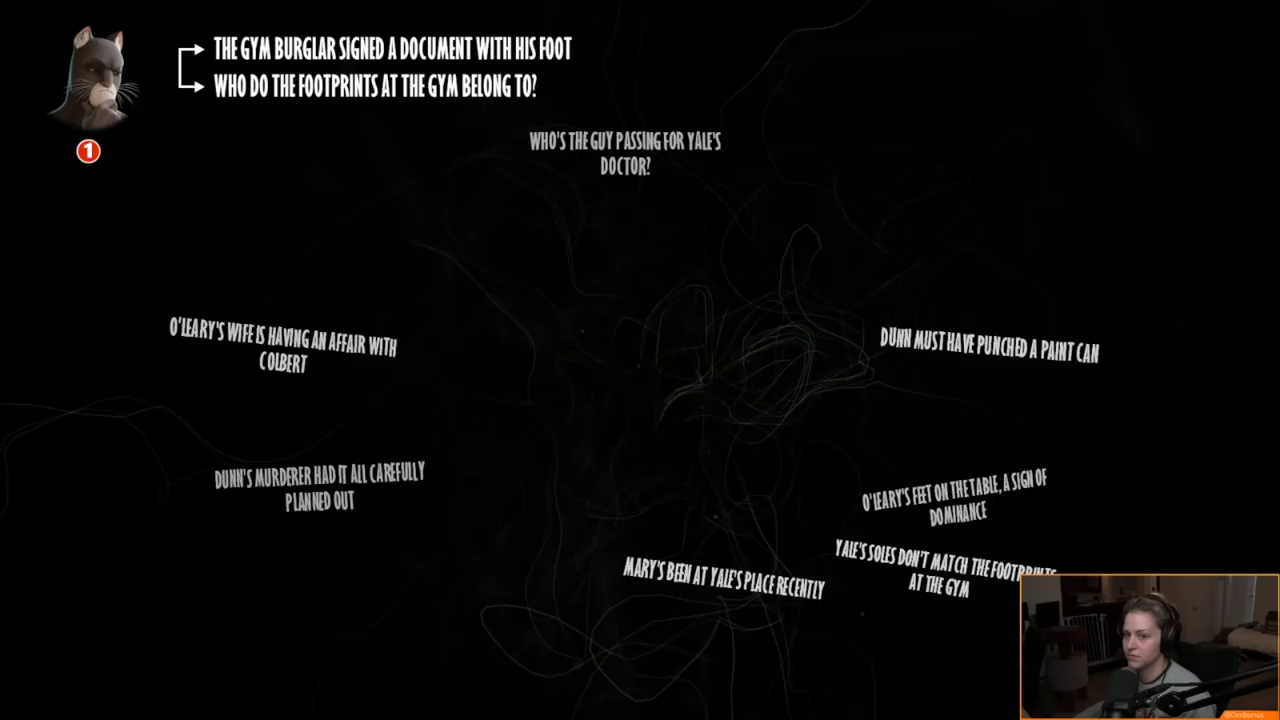 THE GYM BURGLAR SIGNED A DOCUMENT WITH HIS FOOT
WHO DO THE FOOTPRINTS AT THE GYM BELONG TO?
1
WHO'S THE GUY PASSING FOR YALE'S
DOCTOR?
O'LEARY'S WIFE IS HAVING AN AFFAIR WITH
COLBERT
DUNN MUST HAVE PUNCHED A PAINT CAN
DUNN'S MURDERER HAD IT ALL CAREFULLY
PLANNED OUT
O'LEARY'S FEET ON THE TABLE, A SIGN OF
DOMINANCE
YALE'S SOLES DON'T MATCH THE FOOTPRINTS
AT THE GYM
MARY'S BEEN AT YALE'S PLACE RECENTLY